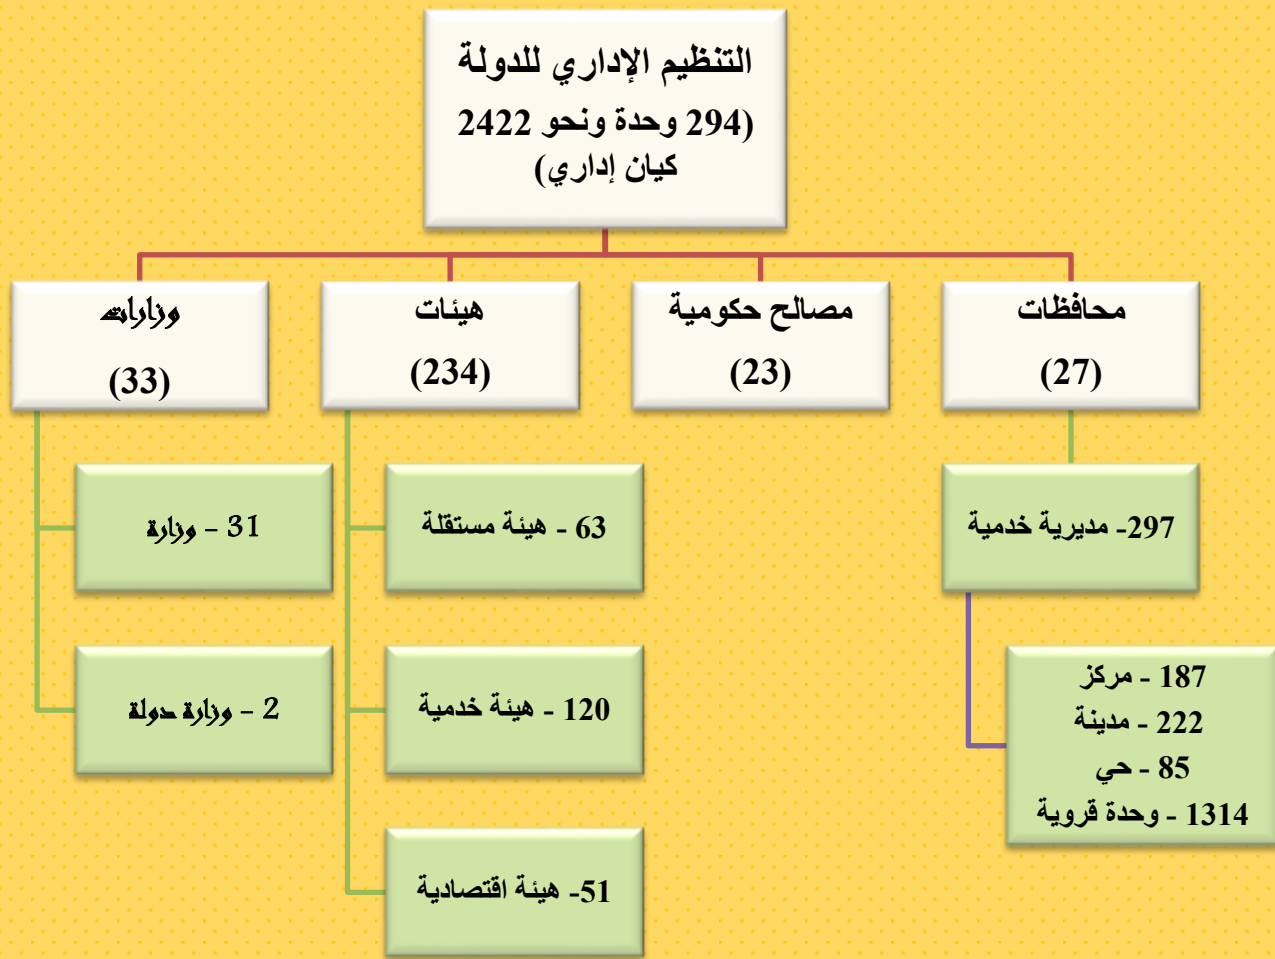 التنظيم الإداري للدولة
(294 وحدة ونحو 2422
كيان إداري)
محافظات
(27)
مصالح حكومية
(23)
هيئات
(234)
وزارات
(33)
297- مديرية خدمية
187 - مركز
222 - مدينة
85 - حي
1314 - وحدة قروية
63 - هيئة مستقلة
120 - هيئة خدمية
51- هيئة اقتصادية
31 - وزارة
2 - وزارة دولة